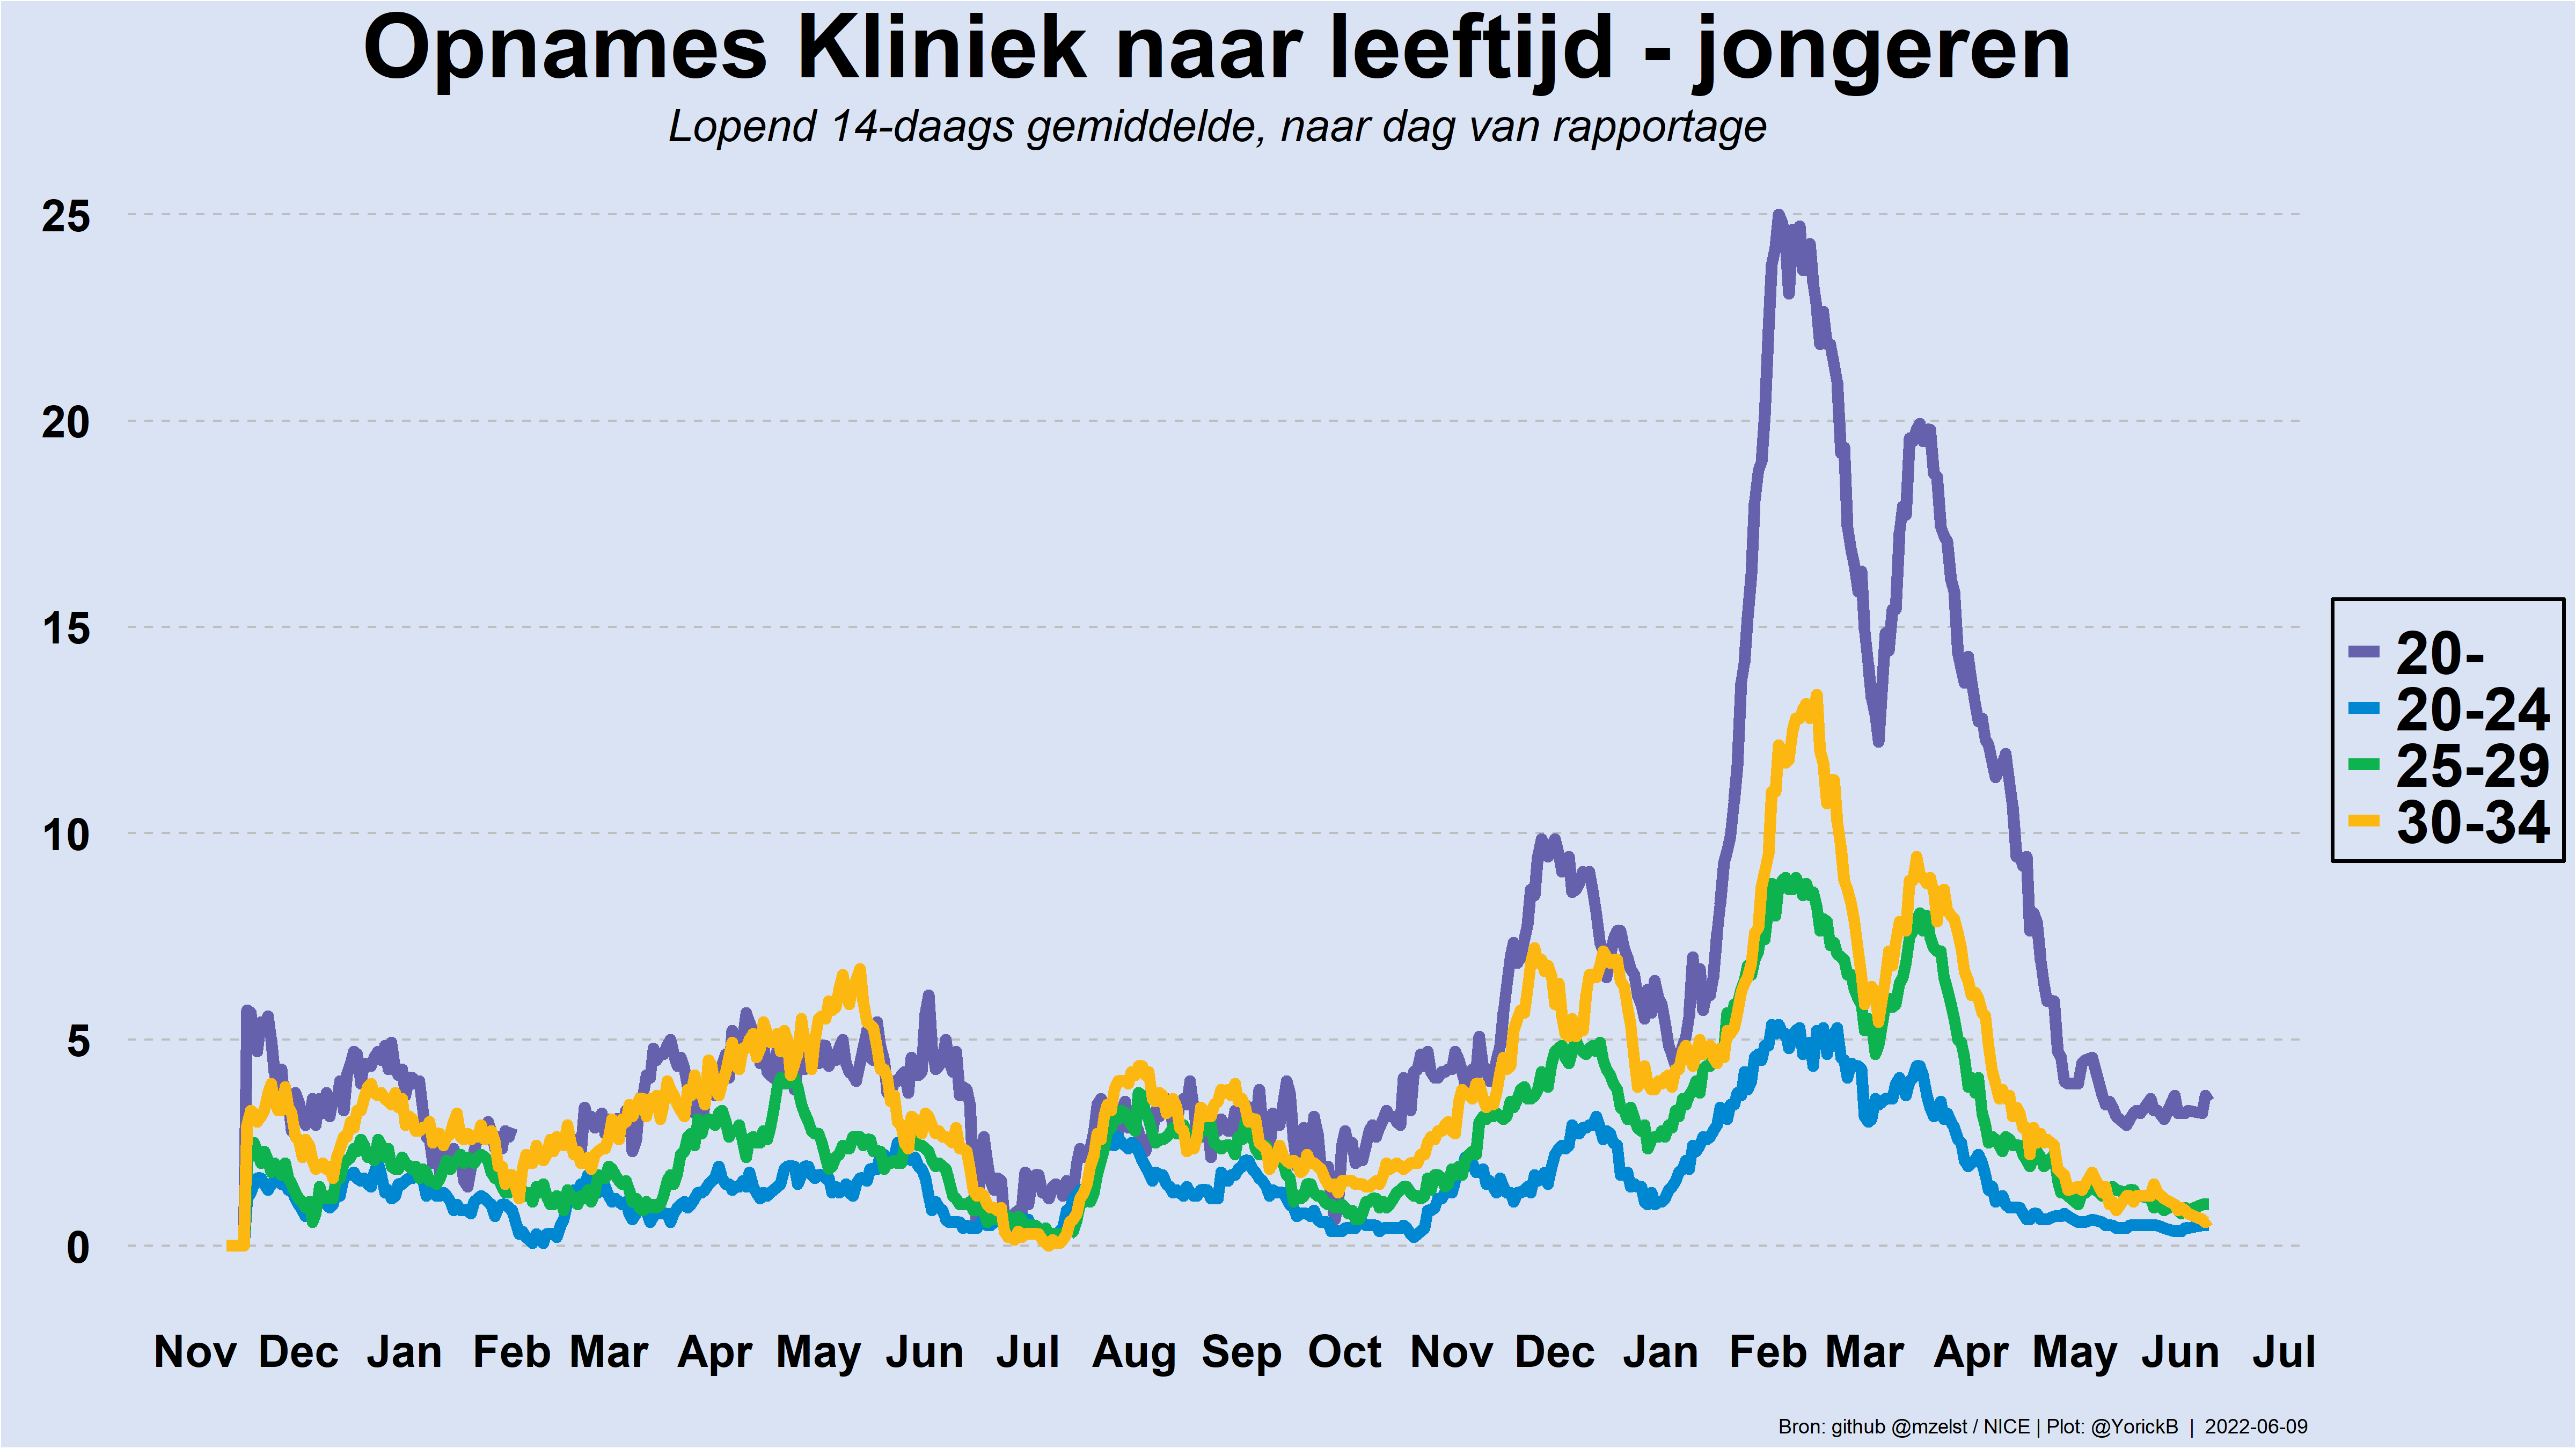 Opnames Kliniek naar leeftijd - jongeren
Lopend 14-daags gemiddelde, naar dag van rapportage
25
20
15
10
5
0
20-
20-24
25-29
30-34
Nov Dec Jan Feb Mar Apr May Jun Jul Aug Sep Oct Nov Dec Jan Feb Mar Apr May Jun Jul
Bron: github @mzelst / NICE | Plot: @YorickB | 2022-06-09